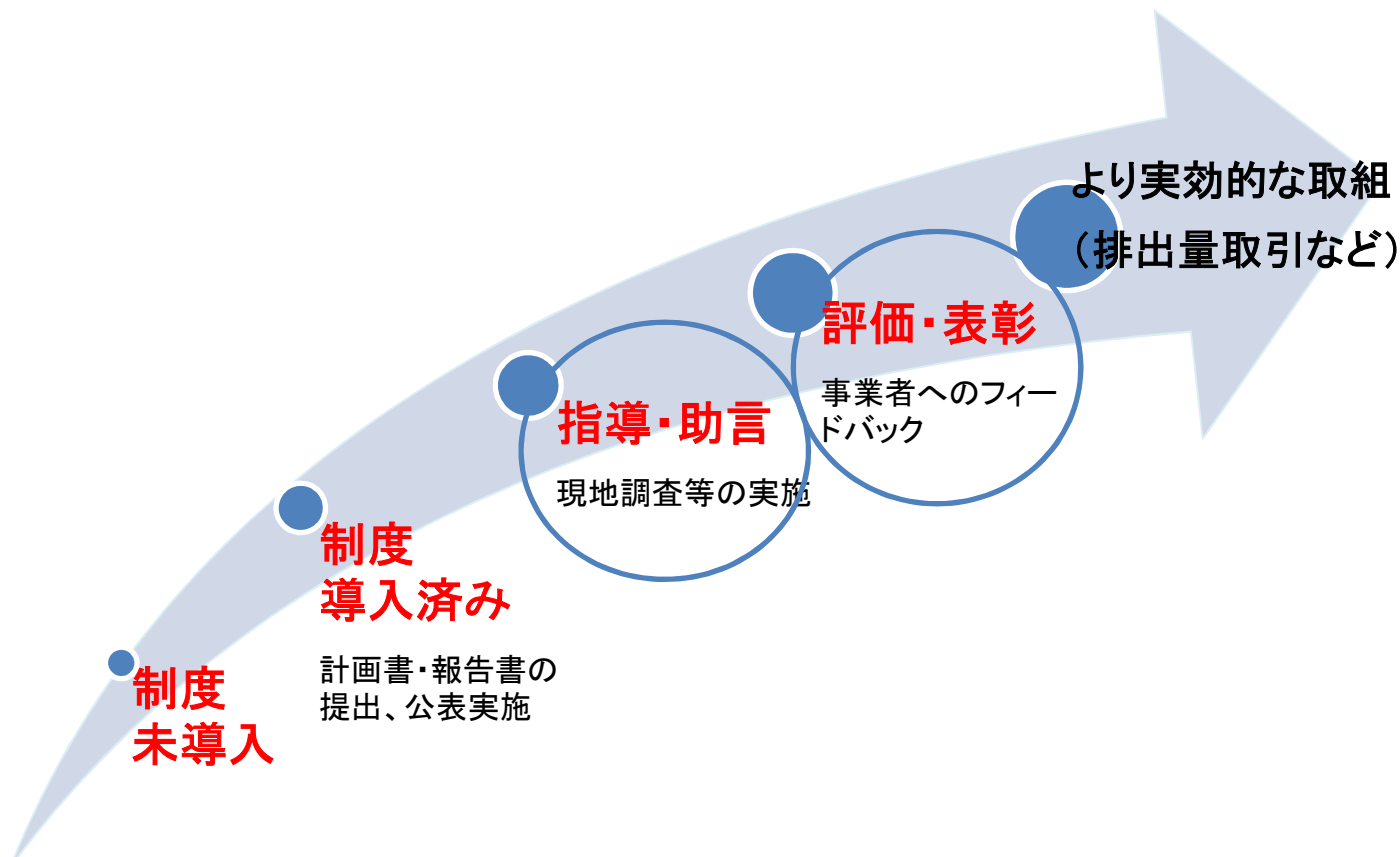 制度
未導入
制度
導入済み
計画書・報告書の
提出、公表実施
指導・助言
現地調査等の実施
評価・表彰
事業者へのフィー
ドバック
より実効的な取組
（排出量取引など）